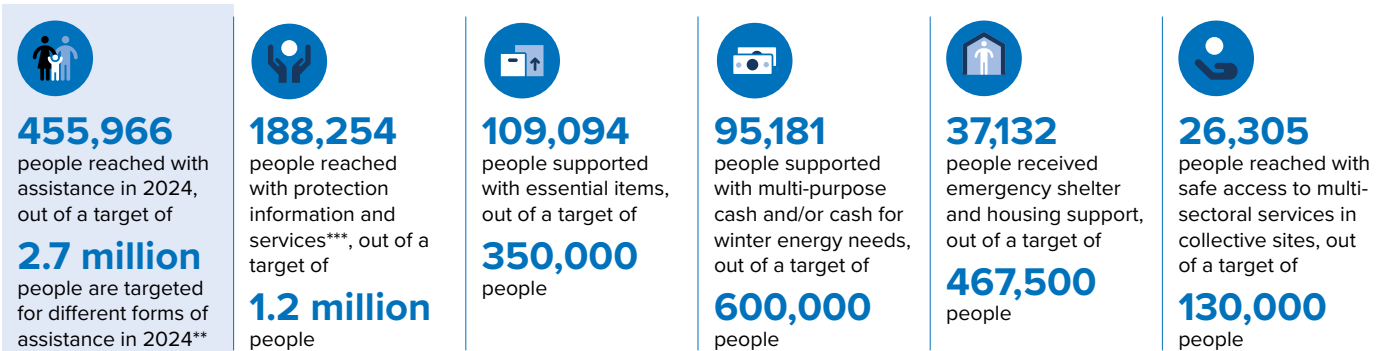 455,966
people reached with
assistance in 2024,
out of a target of
2.7 million
people are targeted
for different forms of
assistance in 2024**
188,254
people reached
with protection
information and
services***, out of a
target of
1.2 million
people
109,094
people supported
with essential items,
out of a target of
350,000
people
95,181
people supported
with multi-purpose
cash and/or cash for
winter energy needs,
out of a target of
600,000
people
37,132
people received
emergency shelter
and housing support,
out of a target of
467,500
people
26,305
people reached with
safe access to multi-
sectoral services in
collective sites, out
of a target of
130,000
people